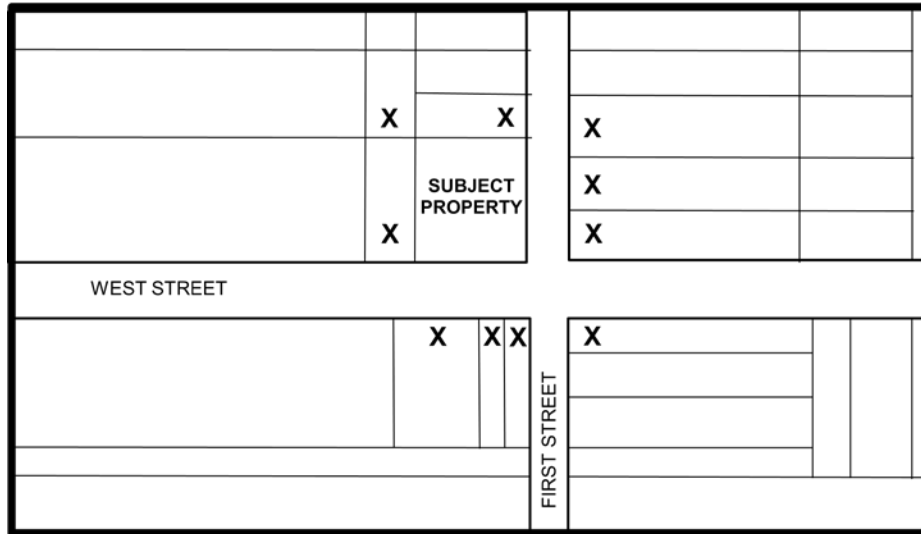 X X X
SUBJECT
PROPERTY
X
X X
WEST STREET
X X X X
FIRST STREET